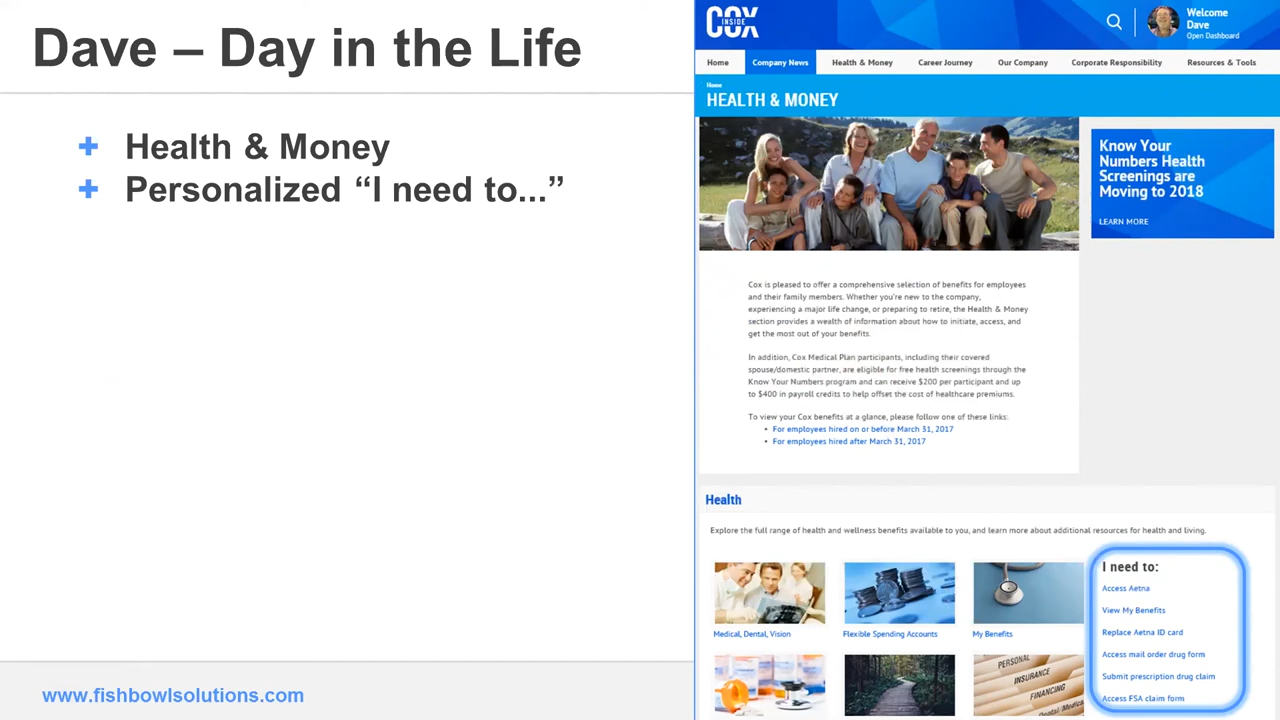 Dave – Day in the Life
Health & Money
Personalized “I need to...”
www.fishbowlsolutions.com
COX
INSIDE
Welcome
Dave
Open Dashboard
Home
Company News
Health & Money
Career Journey
Our Company
Corporate Responsibility
Resources & Tools
Home
HEALTH & MONEY
Know Your
Numbers Health
Screenings are
Moving to 2018
LEARN MORE
Cox is pleased to offer a comprehensive selection of benefits for employees
and their family members. Whether you're new to the company,
experiencing a major life change, or preparing to retire, the Health & Money
section provides a wealth of information about how to initiate, access, and
get the most out of your benefits.
In addition, Cox Medical Plan participants, including their covered
spouse/domestic partner, are eligible for free health screenings through the
Know Your Numbers program and can receive $200 per participant and up
to $400 in payroll credits to help offset the cost of healthcare premiums.
To view your Cox benefits at a glance, please follow one of these links:
• For employees hired on or before March 31, 2017
• For employees hired after March 31, 2017
Health
Explore the full range of health and wellness benefits available to you, and learn more about additional resources for health and living.
Medical, Dental, Vision
Flexible Spending Accounts
My Benefits
PERSONAL
INSURANCE
FINANCING
Dental/Medical
I need to:
Access Aetna
View My Benefits
Replace Aetna ID card
Access mail order drug form
Submit prescription drug claim
Access FSA claim form